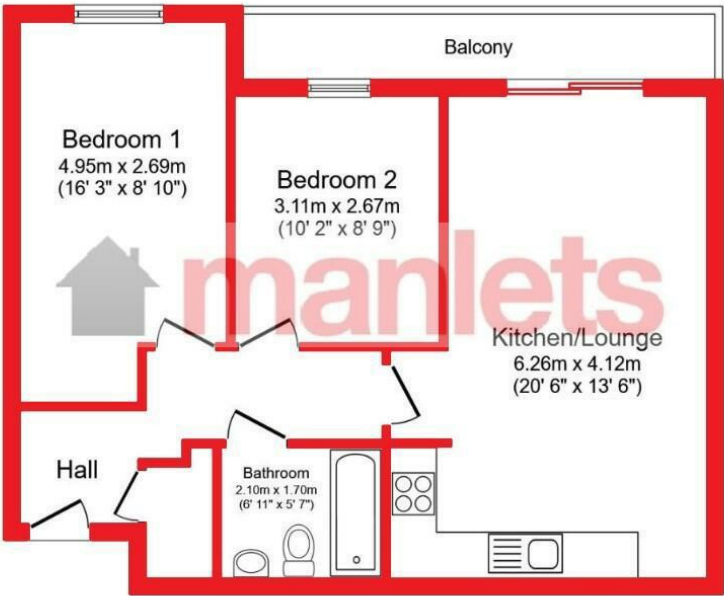 Balcony
Bedroom 1
4.95m x 2.69m
(16' 3" x 8' 10")
Bedroom 2
3.11m x 2.67m
(10' 2" x 8' 9")
manlets
Kitchen/Lounge
6.26m x 4.12m
(20' 6" x 13' 6")
Hall
Bathroom
2.10m x 1.70m
(6' 11" x 5' 7")